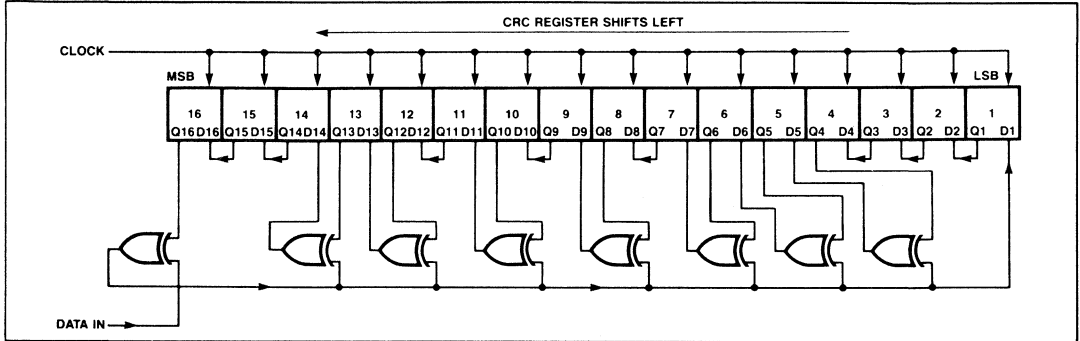 CRC REGISTER SHIFTS LEFT
CLOCK
MSB LSB
16 15 14 13 12 11 10 9 8 7 6 5 4 3 2 1
Q16 D16 Q15 D15 Q14 D14 Q13 D13 Q12 D12 Q11 D11 Q10 D10 Q9 D9 Q8 D8 Q7 D7 Q6 D6 Q5 D5 Q4 D4 Q3 D3 Q2 D2 Q1 D1
DATA IN